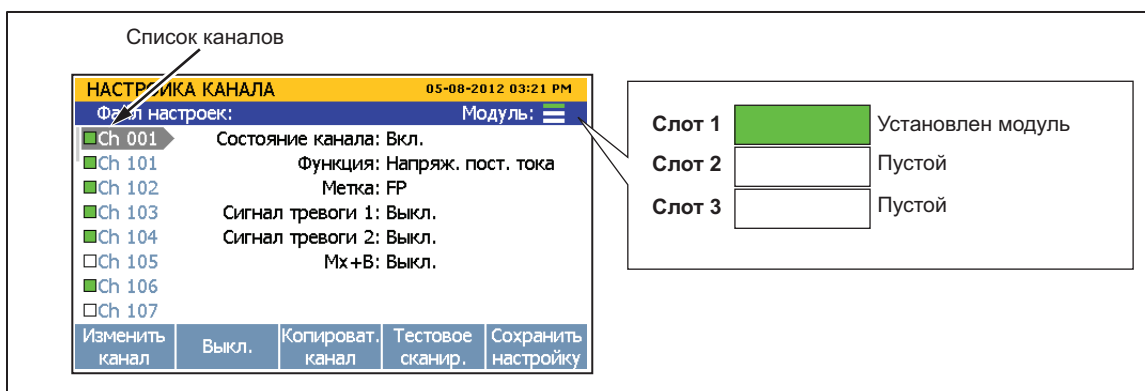 Список каналов
НАСТРОЙКА КАНАЛА 05-08-2012 03:21 PM
Файл настроек: Модуль:
Ch 001 Состояние канала: Вкл.
Ch 101 Функция: Напряж. пост. тока
Ch 102 Метка: FP
Ch 103 Сигнал тревоги 1: Выкл.
Ch 104 Сигнал тревоги 2: Выкл.
Ch 105 Mx+B: Выкл.
Ch 106
Ch 107
Изменить канал
Выкл.
Копироват. канал
Тестовое сканир.
Сохранить настройку
Слот 1 Установлен модуль
Слот 2 Пустой
Слот 3 Пустой